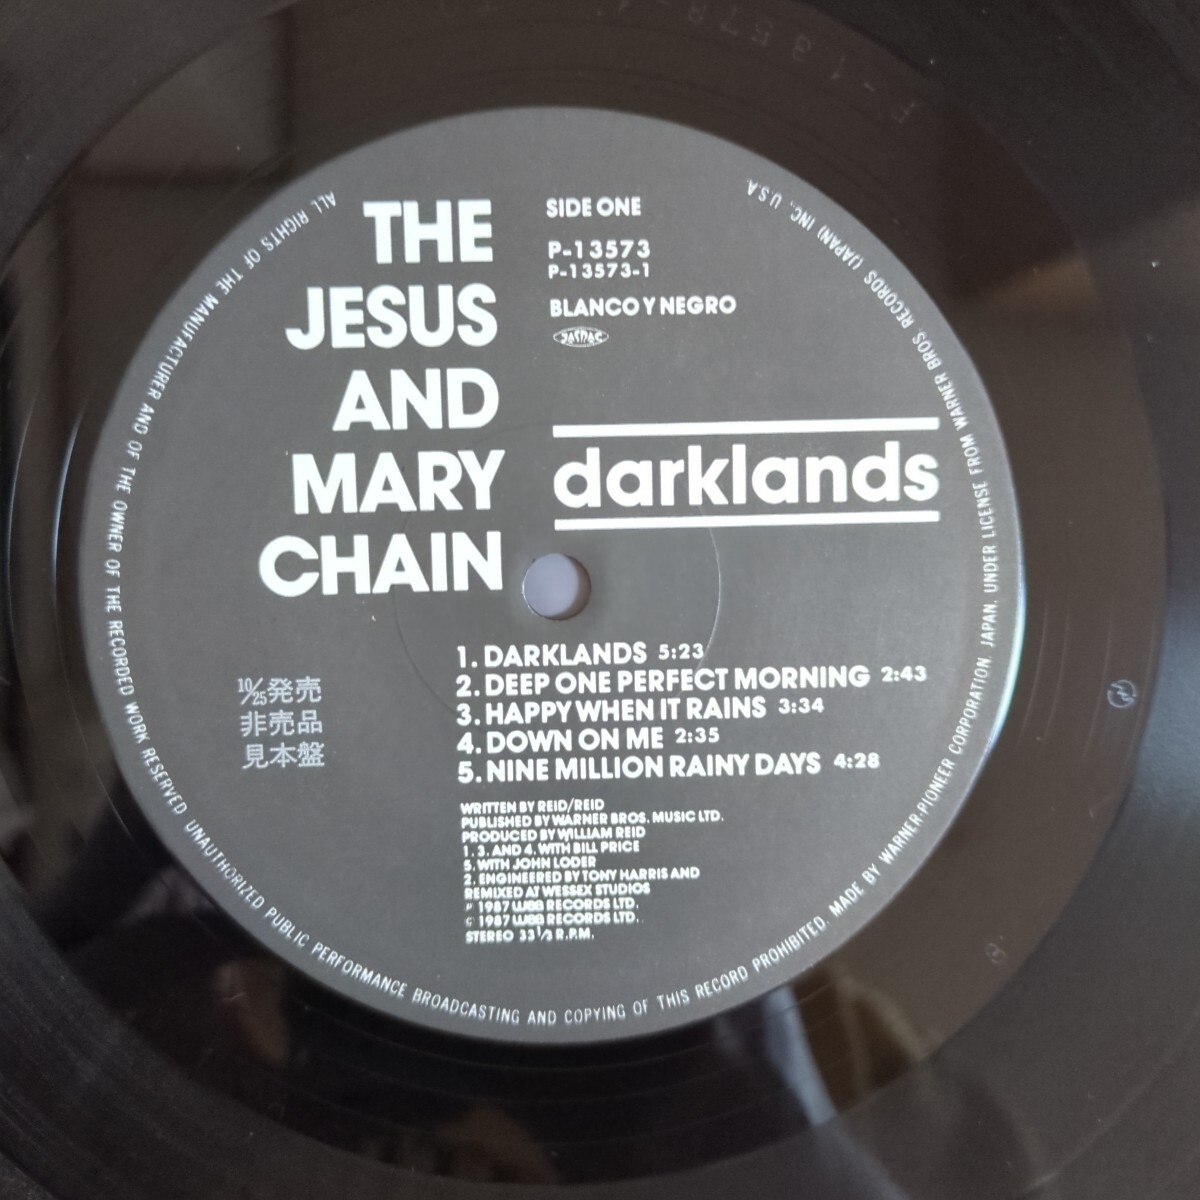 THE
JESUS
AND
MARY
CHAIN
SIDE ONE
P-13573
P-13573-1
BLANCO Y NEGRO
JASRAC
darklands
1. DARKLANDS 5:23
2. DEEP ONE PERFECT MORNING 2:43
3. HAPPY WHEN IT RAINS 3:34
4. DOWN ON ME 2:35
5. NINE MILLION RAINY DAYS 4:28
10/25発売
非売品
見本盤
WRITTEN BY REID/REID
PUBLISHED BY WARNER BROS. MUSIC LTD.
PRODUCED BY WILLIAM REID
1, 3, AND 4, WITH BILL PRICE
5, WITH JOHN LODER
2, ENGINEERED BY TONY HARRIS AND
REMIXED AT WESSEX STUDIOS
℗ 1987 wea RECORDS LTD.
© 1987 wea RECORDS LTD.
STEREO 33 1/3 R.P.M.
ALL RIGHTS OF THE MANUFACTURER AND OF THE OWNER OF THE RECORDED WORK RESERVED UNAUTHORIZED PUBLIC PERFORMANCE BROADCASTING AND COPYING OF THIS RECORD PROHIBITED. MADE BY WARNER-PIONEER CORPORATION, JAPAN, UNDER LICENSE FROM WARNER BROS. RECORDS (JAPAN) INC., U.S.A.